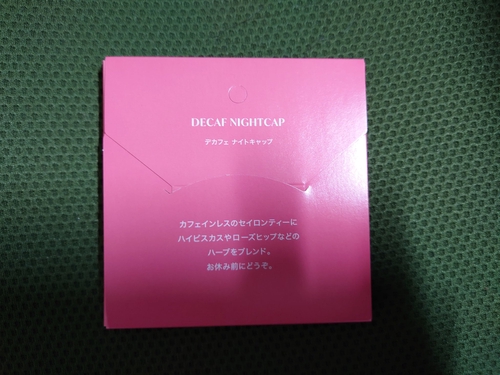 DECAF NIGHTCAP
デカフェ ナイトキャップ
カフェインレスのセイロンティーに
ハイビスカスやローズヒップなどの
ハーブをブレンド。
お休み前にどうぞ。